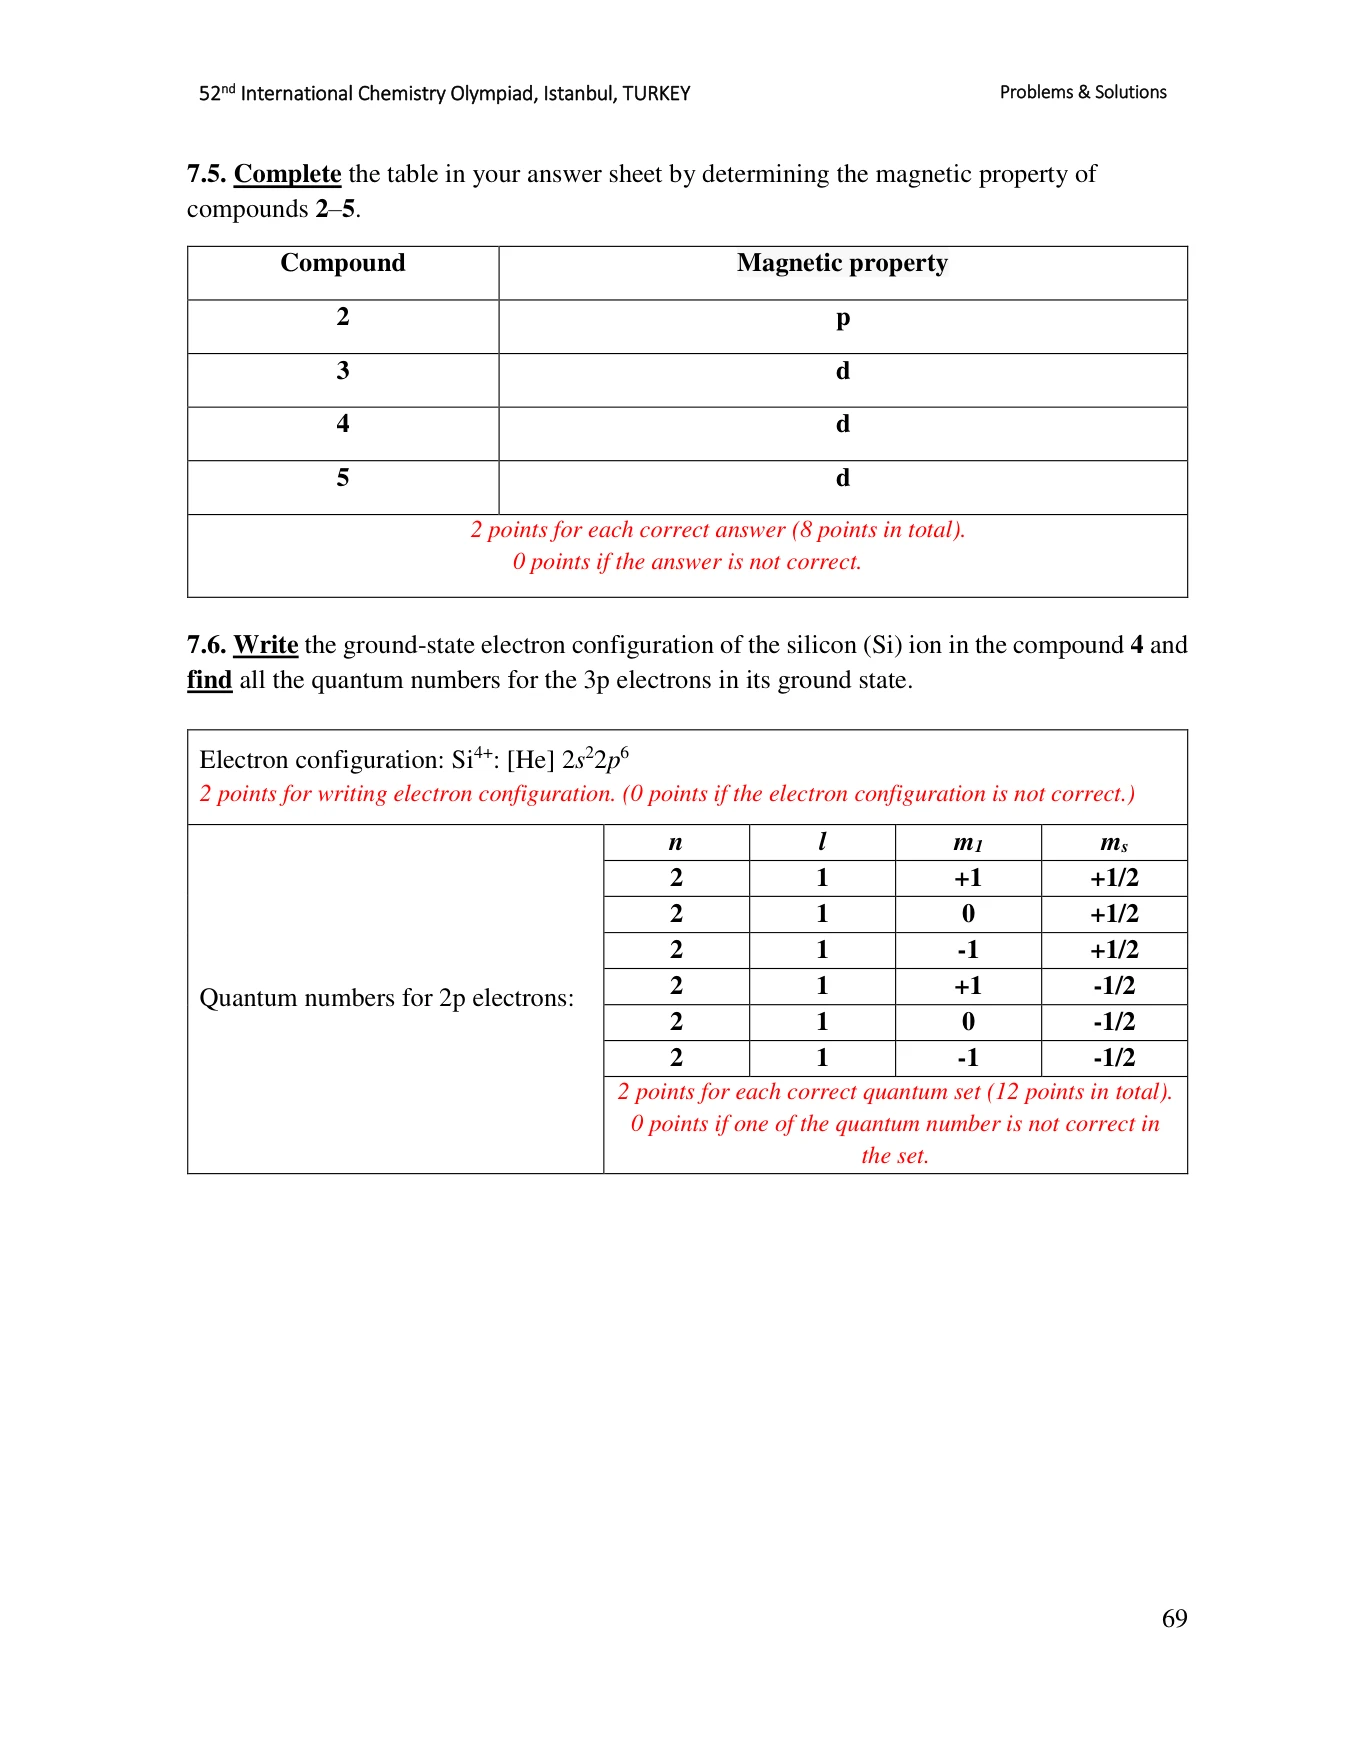 52nd International Chemistry Olympiad, Istanbul, TURKEY Problems & Solutions
7.5. Complete the table in your answer sheet by determining the magnetic property of
compounds 2–5.
Compound Magnetic property
2 p
3 d
4 d
5 d
2 points for each correct answer (8 points in total).
0 points if the answer is not correct.
7.6. Write the ground-state electron configuration of the silicon (Si) ion in the compound 4 and
find all the quantum numbers for the 3p electrons in its ground state.
Electron configuration: Si4+: [He] 2s22p6
2 points for writing electron configuration. (0 points if the electron configuration is not correct.)
n l m1 ms
2 1 +1 +1/2
2 1 0 +1/2
2 1 -1 +1/2
Quantum numbers for 2p electrons:
2 1 +1 -1/2
2 1 0 -1/2
2 1 -1 -1/2
2 points for each correct quantum set (12 points in total).
0 points if one of the quantum number is not correct in
the set.
69